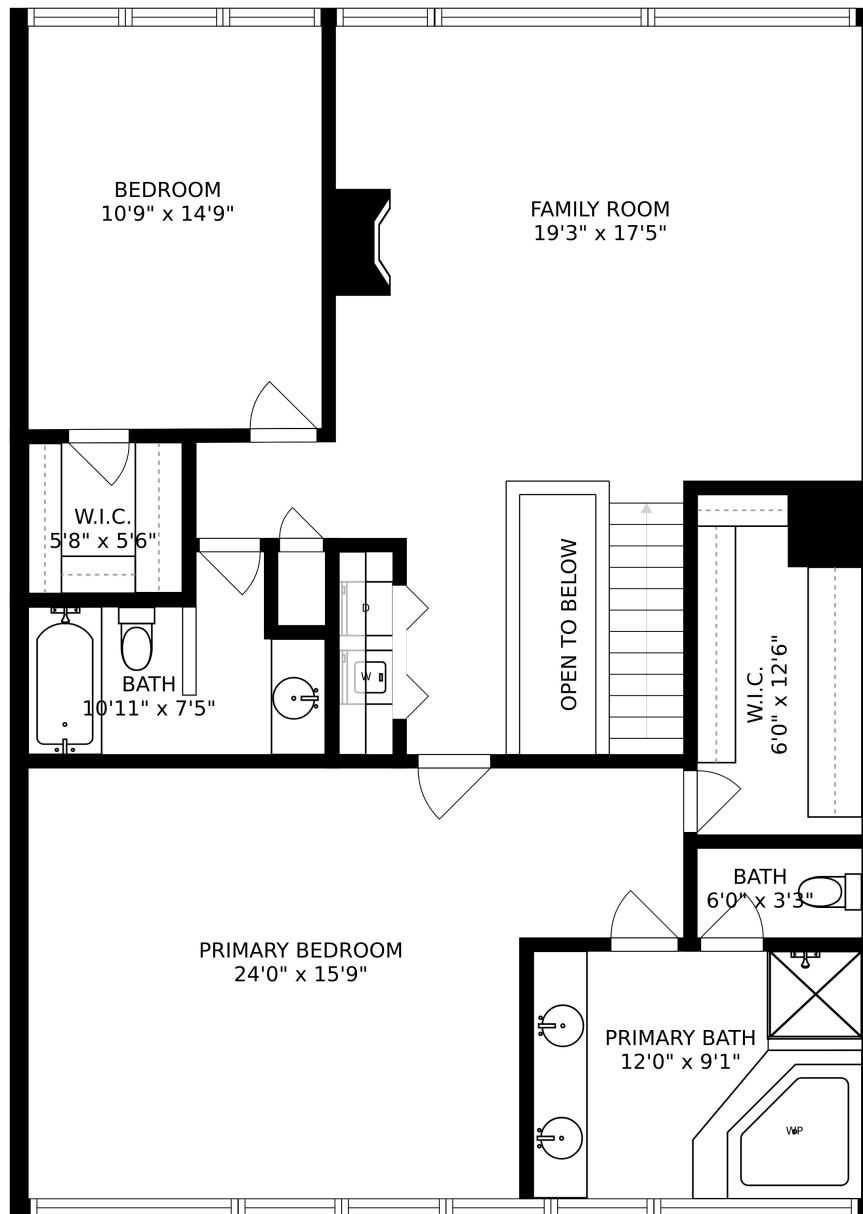 BEDROOM
10'9" x 14'9"
FAMILY ROOM
19'3" x 17'5"
W.I.C.
5'8" x 5'6"
D
W
OPEN TO BELOW
W.I.C.
6'0" x 12'6"
BATH
10'11" x 7'5"
BATH
6'0" x 3'3"
PRIMARY BEDROOM
24'0" x 15'9"
PRIMARY BATH
12'0" x 9'1"
WP